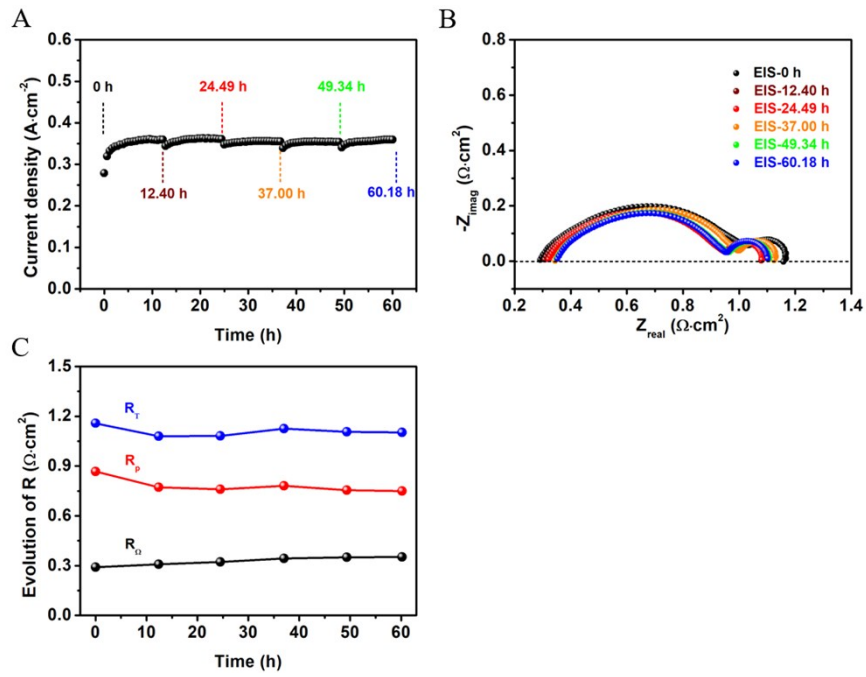 A
Current density (A·cm⁻²)
0.6
0.5
0.4
0.3
0.2
0.1
0.0
0 h
24.49 h
49.34 h
12.40 h
37.00 h
60.18 h
0 10 20 30 40 50 60
Time (h)
B
-Z_imag (Ω·cm²)
0.8
0.6
0.4
0.2
0.0
EIS-0 h
EIS-12.40 h
EIS-24.49 h
EIS-37.00 h
EIS-49.34 h
EIS-60.18 h
0.2 0.4 0.6 0.8 1.0 1.2 1.4
Z_real (Ω·cm²)
C
Evolution of R (Ω·cm²)
1.5
1.2
0.9
0.6
0.3
0.0
R_T
R_p
R_Ω
0 10 20 30 40 50 60
Time (h)